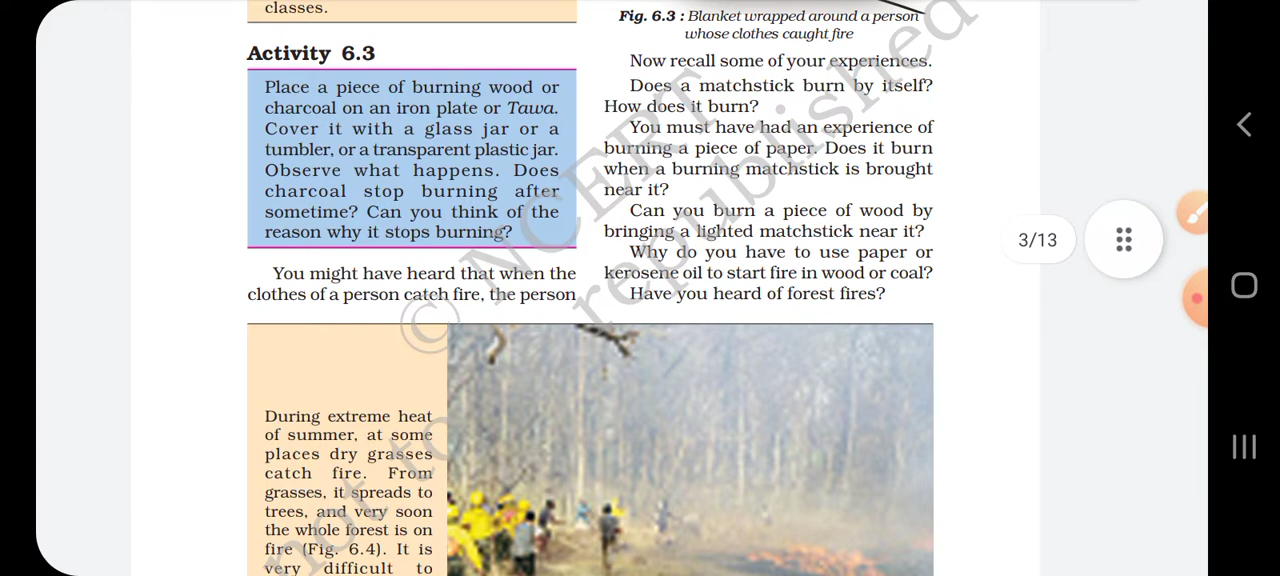 classes.
Activity 6.3
Place a piece of burning wood or
charcoal on an iron plate or Tawa.
Cover it with a glass jar or a
tumbler, or a transparent plastic jar.
Observe what happens. Does
charcoal stop burning after
sometime? Can you think of the
reason why it stops burning?
You might have heard that when the
clothes of a person catch fire, the person
Fig. 6.3 : Blanket wrapped around a person
whose clothes caught fire
Now recall some of your experiences.
Does a matchstick burn by itself?
How does it burn?
You must have had an experience of
burning a piece of paper. Does it burn
when a burning matchstick is brought
near it?
Can you burn a piece of wood by
bringing a lighted matchstick near it?
Why do you have to use paper or
kerosene oil to start fire in wood or coal?
Have you heard of forest fires?
During extreme heat
of summer, at some
places dry grasses
catch fire. From
grasses, it spreads to
trees, and very soon
the whole forest is on
fire (Fig. 6.4). It is
very difficult to
© NCERT
not to republished
3/13